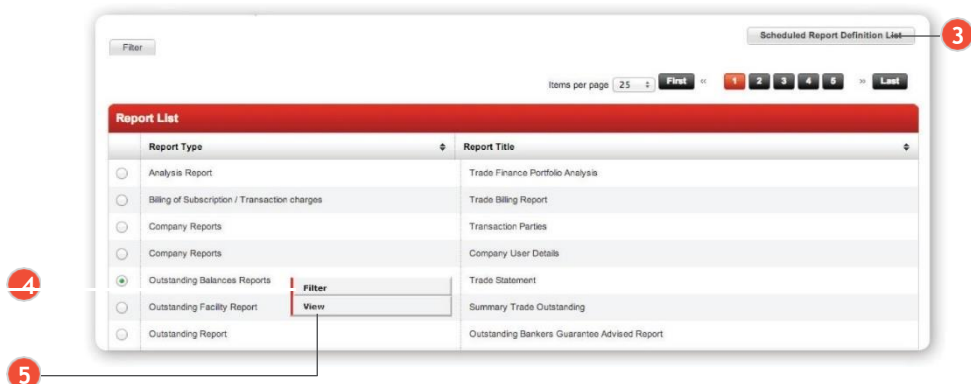 Scheduled Report Definition List
3
Filter
Items per page 25 First « 1 2 3 4 5 » Last
Report List
Report Type Report Title
Analysis Report Trade Finance Portfolio Analysis
Billing of Subscription / Transaction charges Trade Billing Report
Company Reports Transaction Parties
Company Reports Company User Details
4 Outstanding Balances Reports Filter Trade Statement
Outstanding Facility Report View Summary Trade Outstanding
Outstanding Report Outstanding Bankers Guarantee Advised Report
5